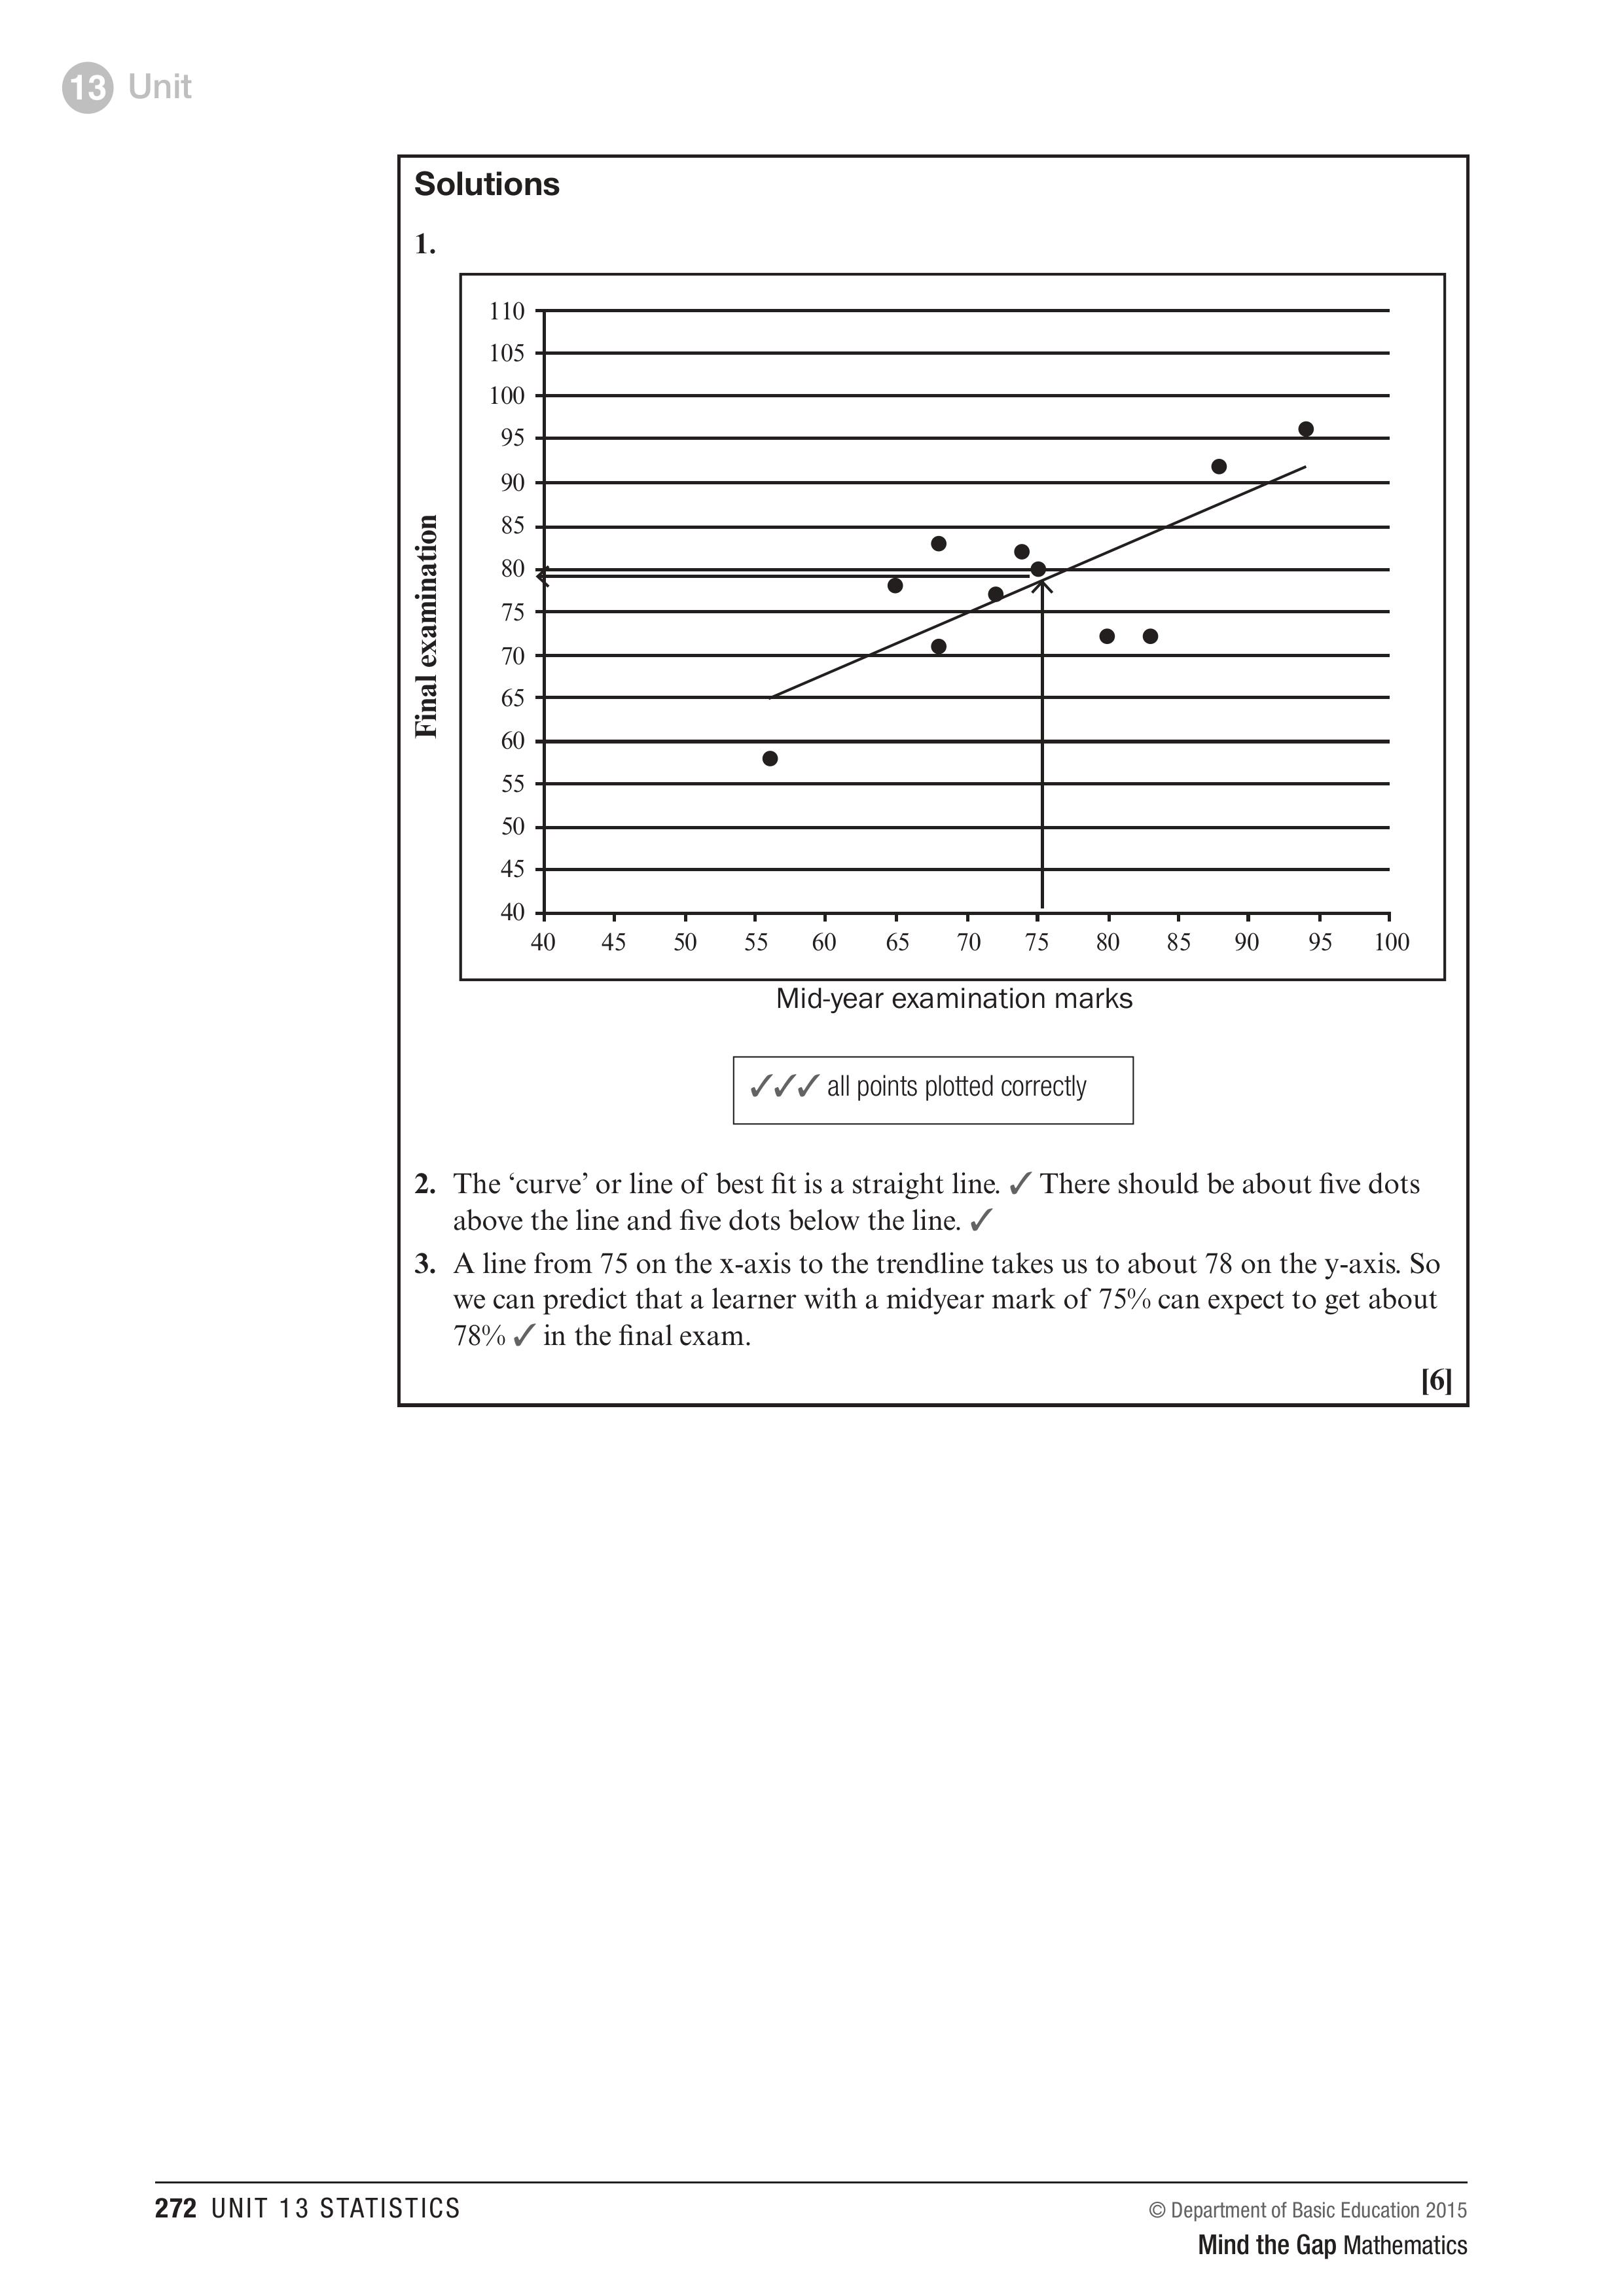 13 Unit
Solutions
1.
Final examination
110
105
100
95
90
85
80
75
70
65
60
55
50
45
40
40 45 50 55 60 65 70 75 80 85 90 95 100
Mid-year examination marks
✓✓✓ all points plotted correctly
2. The ‘curve’ or line of best fit is a straight line. ✓ There should be about five dots
above the line and five dots below the line. ✓
3. A line from 75 on the x-axis to the trendline takes us to about 78 on the y-axis. So
we can predict that a learner with a midyear mark of 75% can expect to get about
78% ✓ in the final exam.
[6]
272 UNIT 13 STATISTICS
© Department of Basic Education 2015
Mind the Gap Mathematics